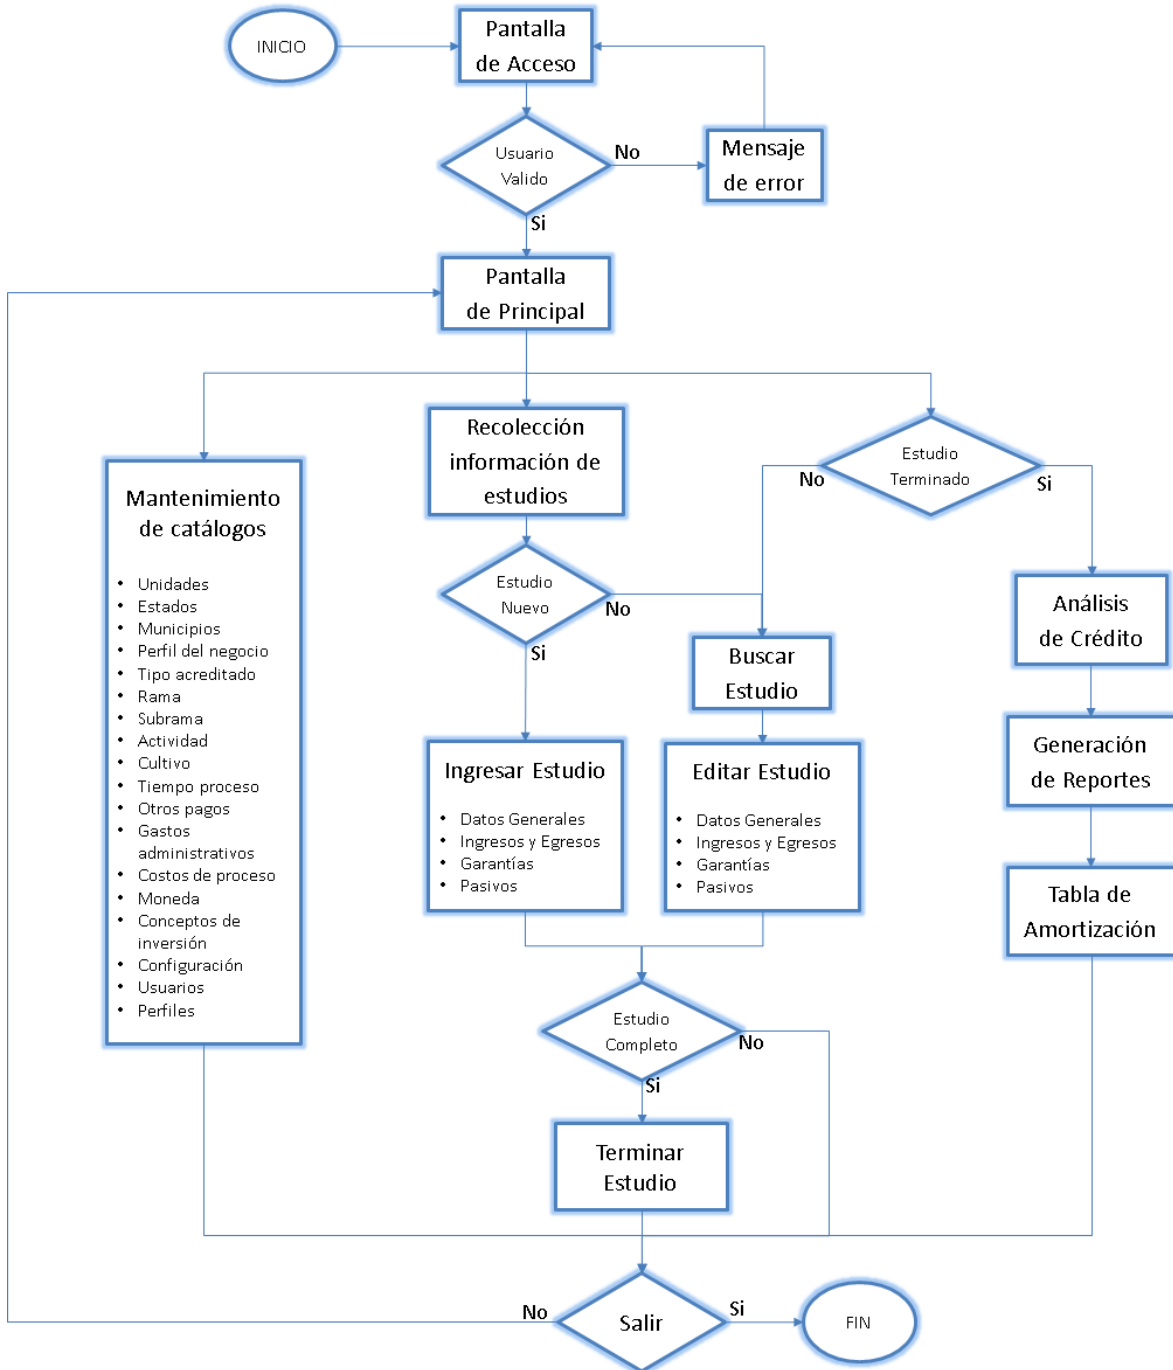 INICIO
Pantalla
de Acceso
Usuario
Valido
No
Mensaje
de error
Si
Pantalla
de Principal
Recolección
información de
estudios
Estudio
Terminado
No
Si
Mantenimiento
de catálogos
• Unidades
• Estados
• Municipios
• Perfil del negocio
• Tipo acreditado
• Rama
• Subrama
• Actividad
• Cultivo
• Tiempo proceso
• Otros pagos
• Gastos
administrativos
• Costos de proceso
• Moneda
• Conceptos de
inversión
• Configuración
• Usuarios
• Perfiles
Estudio
Nuevo
No
Si
Buscar
Estudio
Análisis
de Crédito
Generación
de Reportes
Ingresar Estudio
• Datos Generales
• Ingresos y Egresos
• Garantías
• Pasivos
Editar Estudio
• Datos Generales
• Ingresos y Egresos
• Garantías
• Pasivos
Tabla de
Amortización
Estudio
Completo
No
Si
Terminar
Estudio
No
Salir
Si
FIN